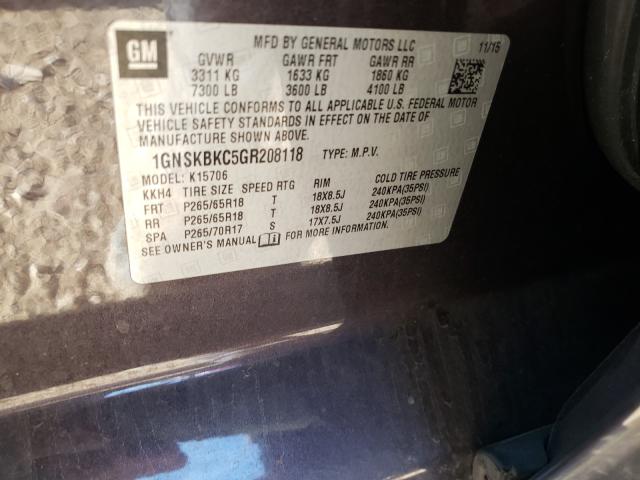 GM
MFD BY GENERAL MOTORS LLC 11/15
GVWR GAWR FRT GAWR RR
3311 KG 1633 KG 1860 KG
7300 LB 3600 LB 4100 LB
THIS VEHICLE CONFORMS TO ALL APPLICABLE U.S. FEDERAL MOTOR
VEHICLE SAFETY STANDARDS IN EFFECT ON THE DATE OF
MANUFACTURE SHOWN ABOVE.
1GNSKBKC5GR208118 TYPE: M.P.V.
MODEL: K15706
KKH4 TIRE SIZE SPEED RTG RIM COLD TIRE PRESSURE
FRT P265/65R18 T 18X8.5J 240KPA(35PSI)
RR P265/65R18 T 18X8.5J 240KPA(35PSI)
SPA P265/70R17 S 17X7.5J 240KPA(35PSI)
SEE OWNER'S MANUAL FOR MORE INFORMATION.